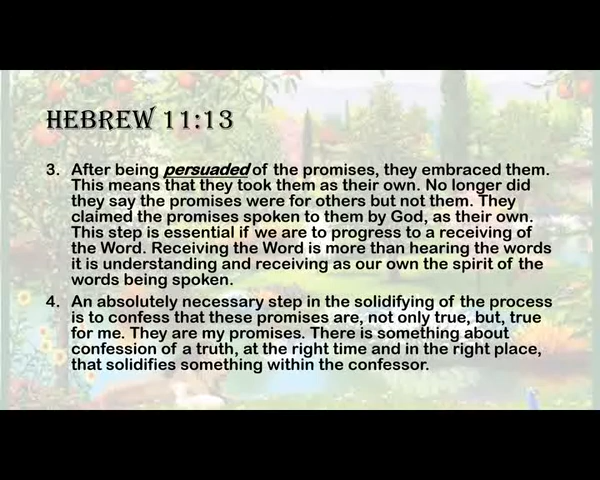 HEBREW 11:13
3. After being persuaded of the promises, they embraced them.
This means that they took them as their own. No longer did
they say the promises were for others but not them. They
claimed the promises spoken to them by God, as their own.
This step is essential if we are to progress to a receiving of
the Word. Receiving the Word is more than hearing the words
it is understanding and receiving as our own the spirit of the
words being spoken.
4. An absolutely necessary step in the solidifying of the process
is to confess that these promises are, not only true, but, true
for me. They are my promises. There is something about
confession of a truth, at the right time and in the right place,
that solidifies something within the confessor.